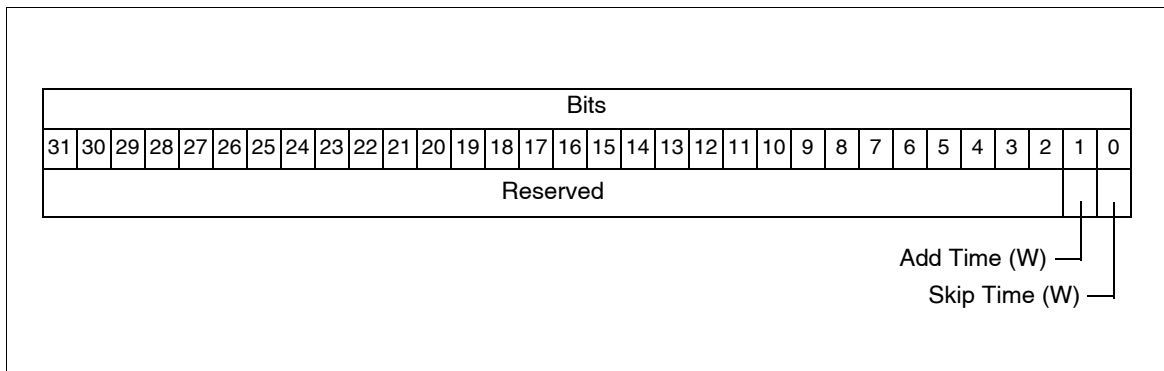 Bits
31 30 29 28 27 26 25 24 23 22 21 20 19 18 17 16 15 14 13 12 11 10 9 8 7 6 5 4 3 2 1 0
Reserved
Add Time (W)
Skip Time (W)